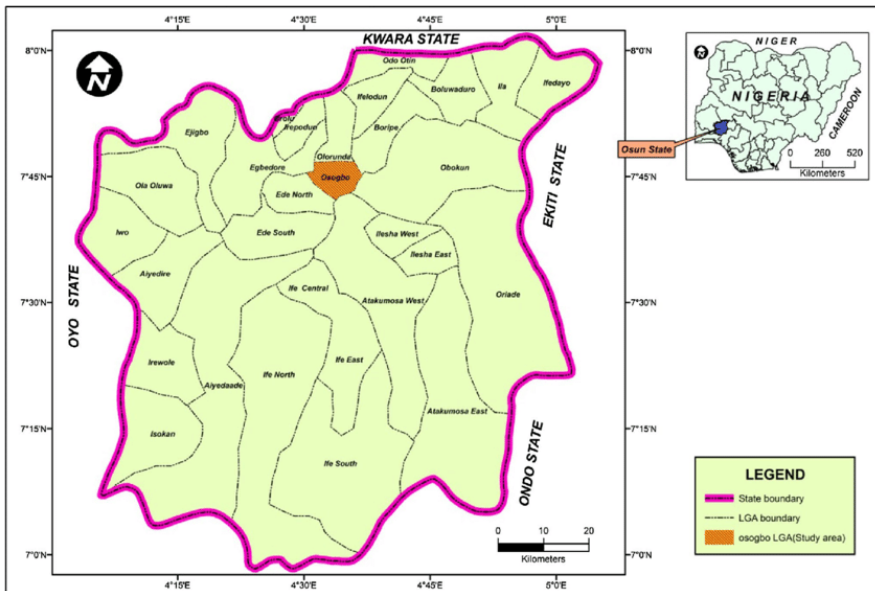 4°15'E
4°30'E
4°45'E
5°0'E
KWARA STATE
8°0'N
8°0'N
N
Odo Otin
Ifelodun
Boluwaduro
Ila
Ifedayo
Irepodun
Ejigbo
Boripe
Egbedore
Olorunda
Osugbo
Obokun
7°45'N
7°45'N
Ola Oluwa
Ede North
EKITI STATE
Iwo
Ede South
Ilesha West
Ilesha East
Aiyedire
Ife Central
Atakumosa West
Oriade
7°30'N
7°30'N
OYO STATE
Irewole
Aiyedaade
Ife North
Ife East
Atakumosa East
7°15'N
7°15'N
Isokan
Ife South
ONDO STATE
7°0'N
7°0'N
0 10 20
Kilometers
4°15'E
4°30'E
4°45'E
5°0'E
NIGER
N
NIGERIA
CAMEROON
Osun State
0 260 520
Kilometers
LEGEND
State boundary
LGA boundary
osogbo LGA(Study area)